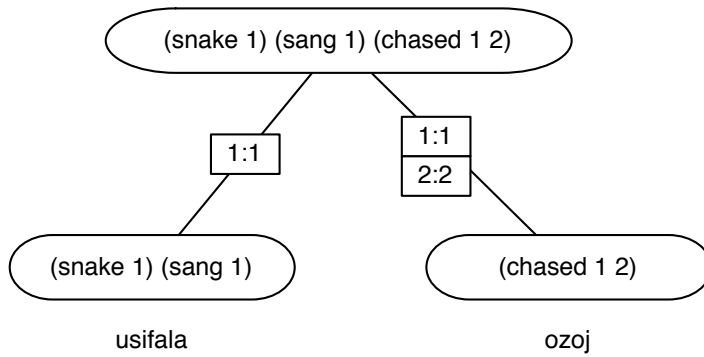 (snake 1) (sang 1) (chased 1 2)
1:1
1:1
2:2
(snake 1) (sang 1)
(chased 1 2)
usifala
ozoj